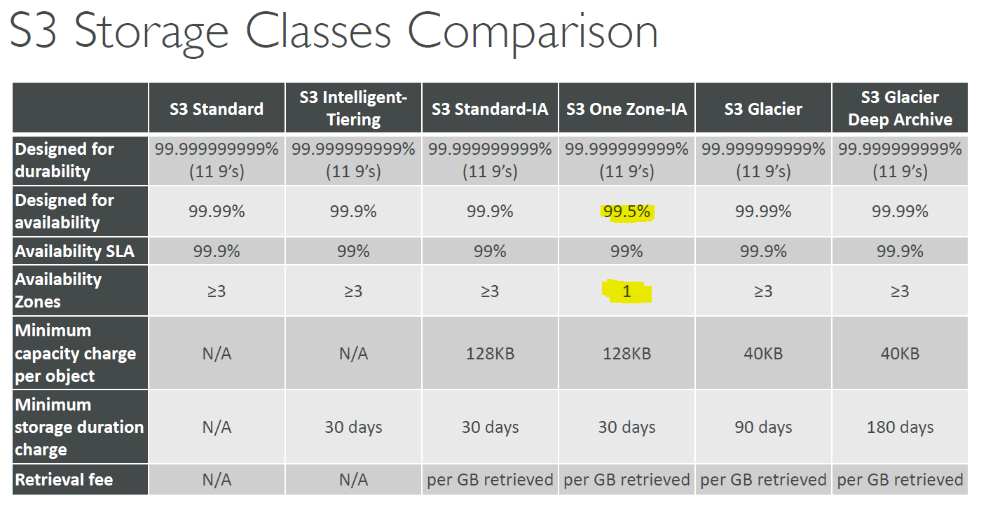 S3 Storage Classes Comparison
S3 Standard
S3 Intelligent-
Tiering
S3 Standard-IA
S3 One Zone-IA
S3 Glacier
S3 Glacier
Deep Archive
Designed for
durability
99.999999999%
(11 9’s)
99.999999999%
(11 9’s)
99.999999999%
(11 9’s)
99.999999999%
(11 9’s)
99.999999999%
(11 9’s)
99.999999999%
(11 9’s)
Designed for
availability
99.99%
99.9%
99.9%
99.5%
99.99%
99.99%
Availability SLA
99.9%
99%
99%
99%
99.9%
99.9%
Availability
Zones
≥3
≥3
≥3
1
≥3
≥3
Minimum
capacity charge
per object
N/A
N/A
128KB
128KB
40KB
40KB
Minimum
storage duration
charge
N/A
30 days
30 days
30 days
90 days
180 days
Retrieval fee
N/A
N/A
per GB retrieved
per GB retrieved
per GB retrieved
per GB retrieved